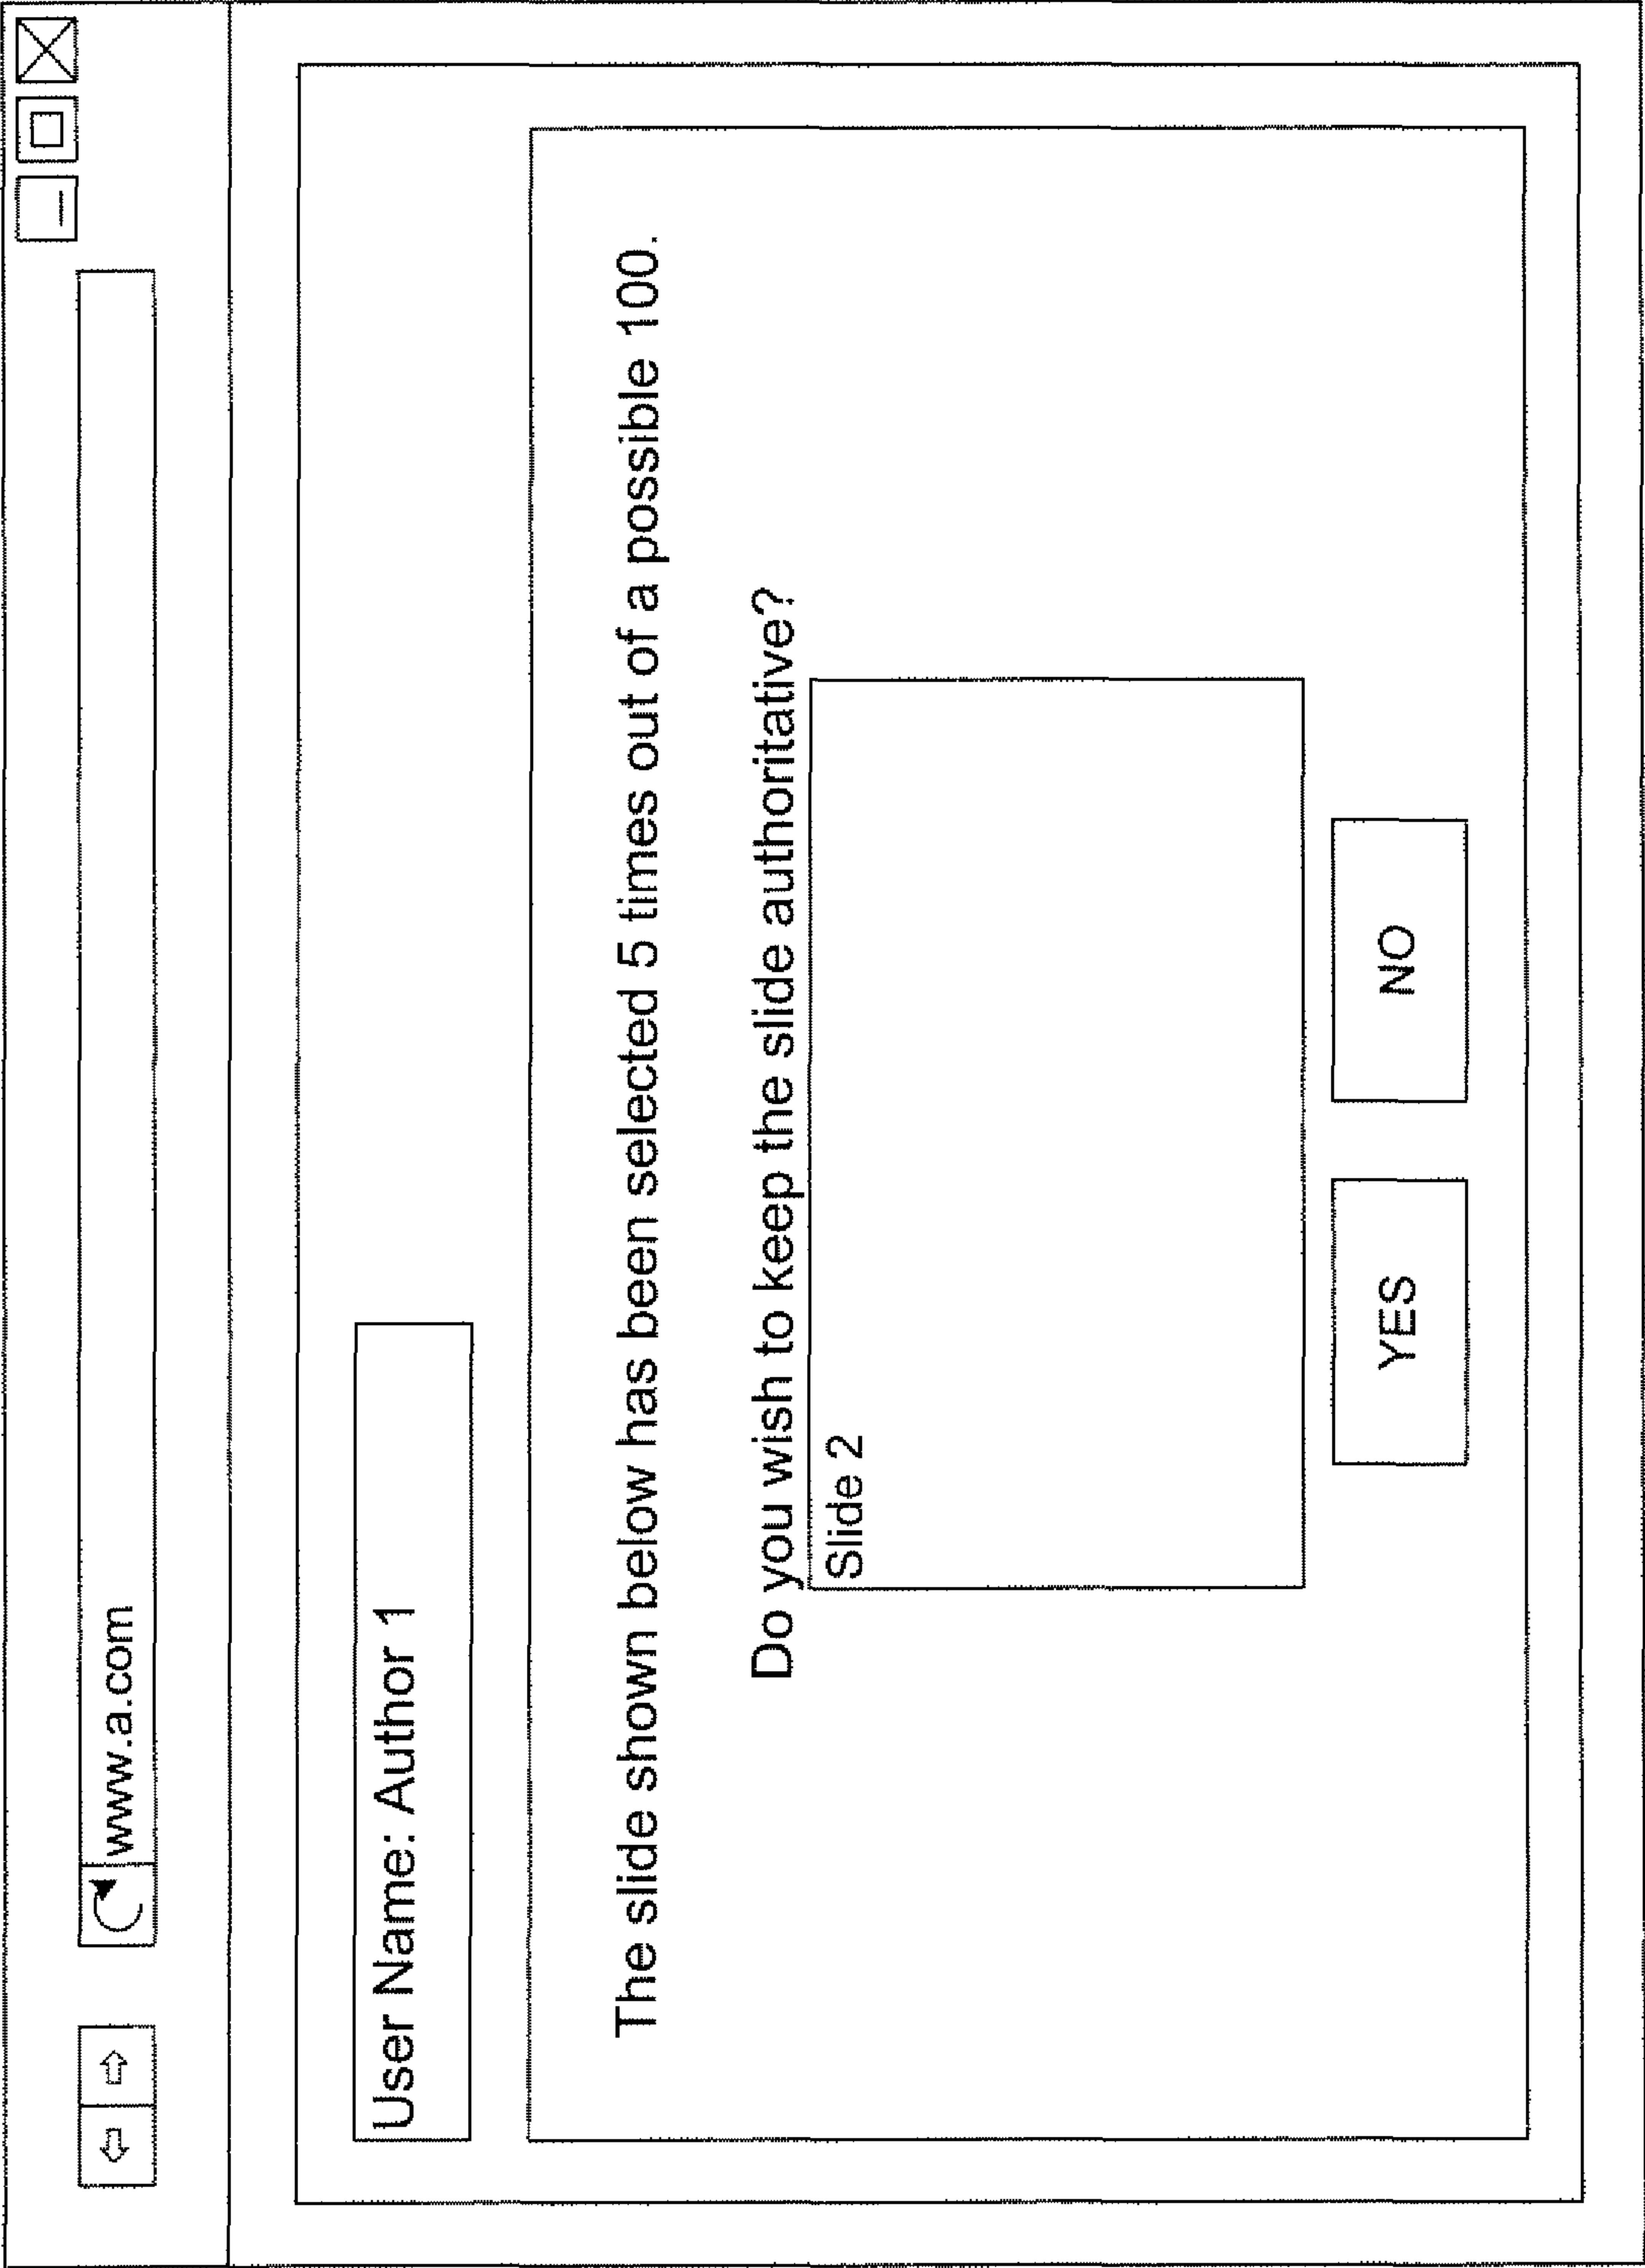 www.a.com
User Name: Author 1
The slide shown below has been selected 5 times out of a possible 100.
Do you wish to keep the slide authoritative?
Slide 2
YES
NO